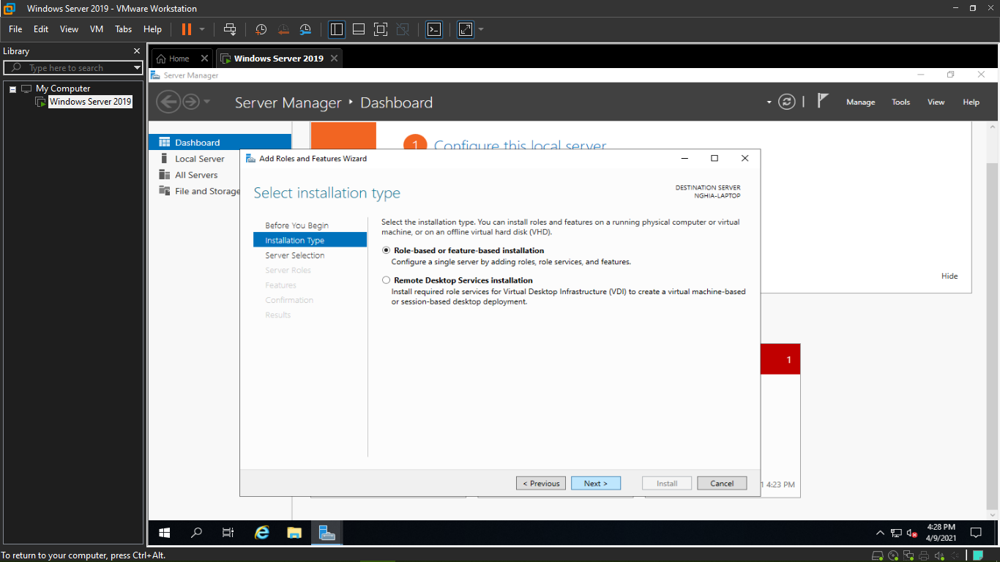 Windows Server 2019 - VMware Workstation
File Edit View VM Tabs Help
Library
Type here to search
My Computer
Windows Server 2019
Home
Windows Server 2019
Server Manager
Server Manager Dashboard
Manage Tools View Help
Dashboard
Local Server
All Servers
File and Storage
1 Configure this local server
Add Roles and Features Wizard
Select installation type
DESTINATION SERVER
NGHIA-LAPTOP
Before You Begin
Installation Type
Server Selection
Server Roles
Features
Confirmation
Results
Select the installation type. You can install roles and features on a running physical computer or virtual
machine, or on an offline virtual hard disk (VHD).
Role-based or feature-based installation
Configure a single server by adding roles, role services, and features.
Remote Desktop Services installation
Install required role services for Virtual Desktop Infrastructure (VDI) to create a virtual machine-based
or session-based desktop deployment.
< Previous Next > Install Cancel
Hide
1
1 4:23 PM
4:28 PM
4/9/2021
To return to your computer, press Ctrl+Alt.